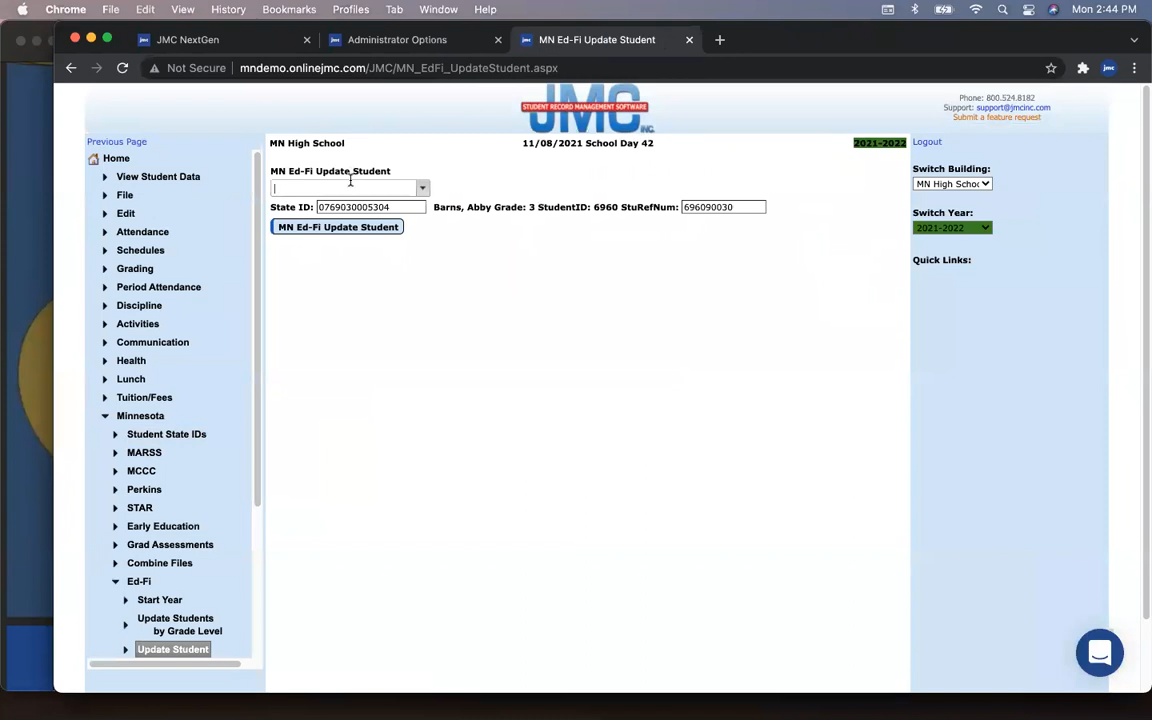 Chrome File Edit View History Bookmarks Profiles Tab Window Help Mon 2:44 PM
JMC NextGen Administrator Options MN Ed-Fi Update Student
Not Secure mndemo.onlinejmc.com/JMC/MN_EdFi_UpdateStudent.aspx jmc
JMC INC.
STUDENT RECORD MANAGEMENT SOFTWARE
Phone: 800.524.8182
Support: support@jmcinc.com
Submit a feature request
Previous Page
MN High School 11/08/2021 School Day 42 2021-2022
Logout
Home
View Student Data
File
Edit
Attendance
Schedules
Grading
Period Attendance
Discipline
Activities
Communication
Health
Lunch
Tuition/Fees
Minnesota
Student State IDs
MARSS
MCCC
Perkins
STAR
Early Education
Grad Assessments
Combine Files
Ed-Fi
Start Year
Update Students
by Grade Level
Update Student
MN Ed-Fi Update Student
State ID: 0769030005304 Barns, Abby Grade: 3 StudentID: 6960 StuRefNum: 696090030
MN Ed-Fi Update Student
Switch Building:
MN High School
Switch Year:
2021-2022
Quick Links: